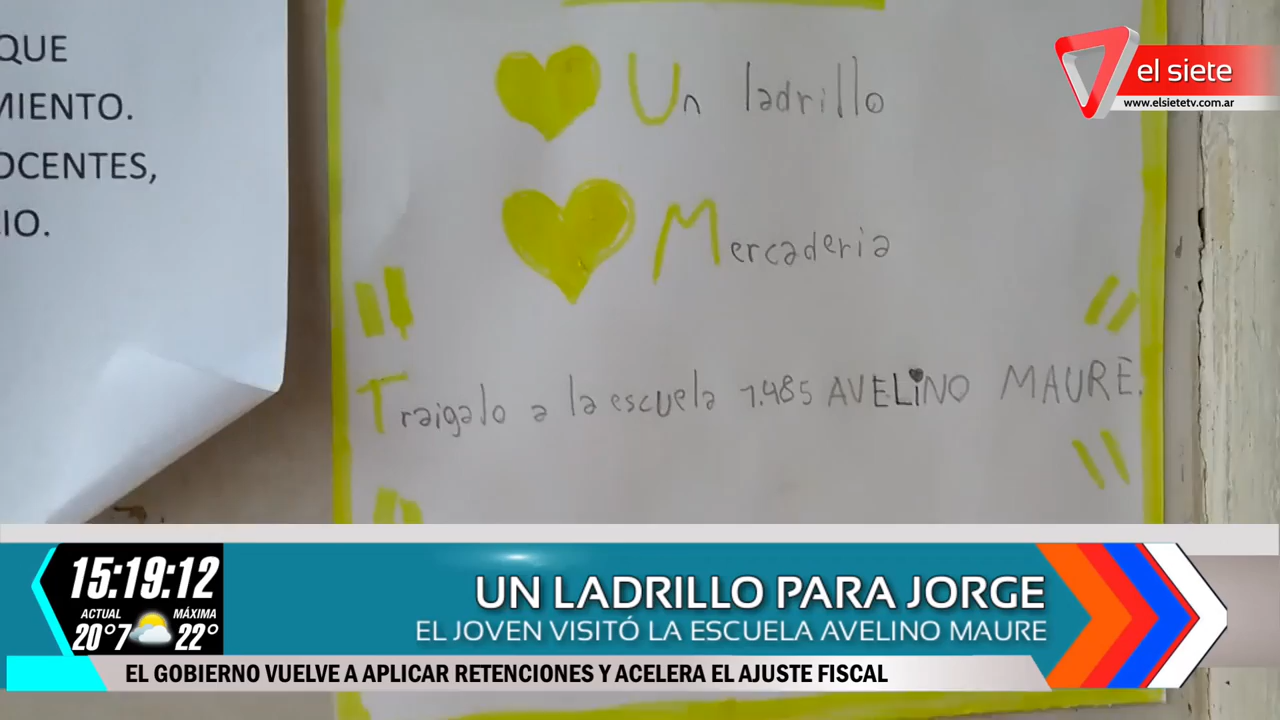 QUE
MIENTO.
OCENTES,
IO.
Un ladrillo
Mercaderia
Traigalo a la escuela 1.485 AVELiNO MAURE.
el siete
www.elsietetv.com.ar
15:19:12
ACTUAL
20°7
MÁXIMA
22°
UN LADRILLO PARA JORGE
EL JOVEN VISITÓ LA ESCUELA AVELINO MAURE
EL GOBIERNO VUELVE A APLICAR RETENCIONES Y ACELERA EL AJUSTE FISCAL